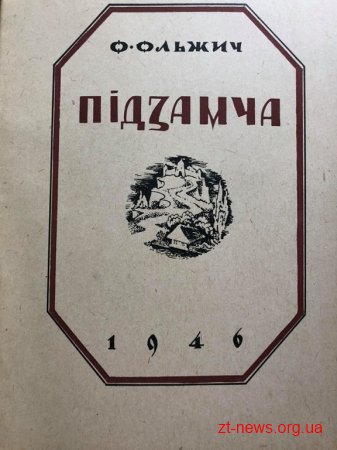 О·ОЛЬЖИЧ
ПІДЗАМЧА
1946
zt-news.org.ua